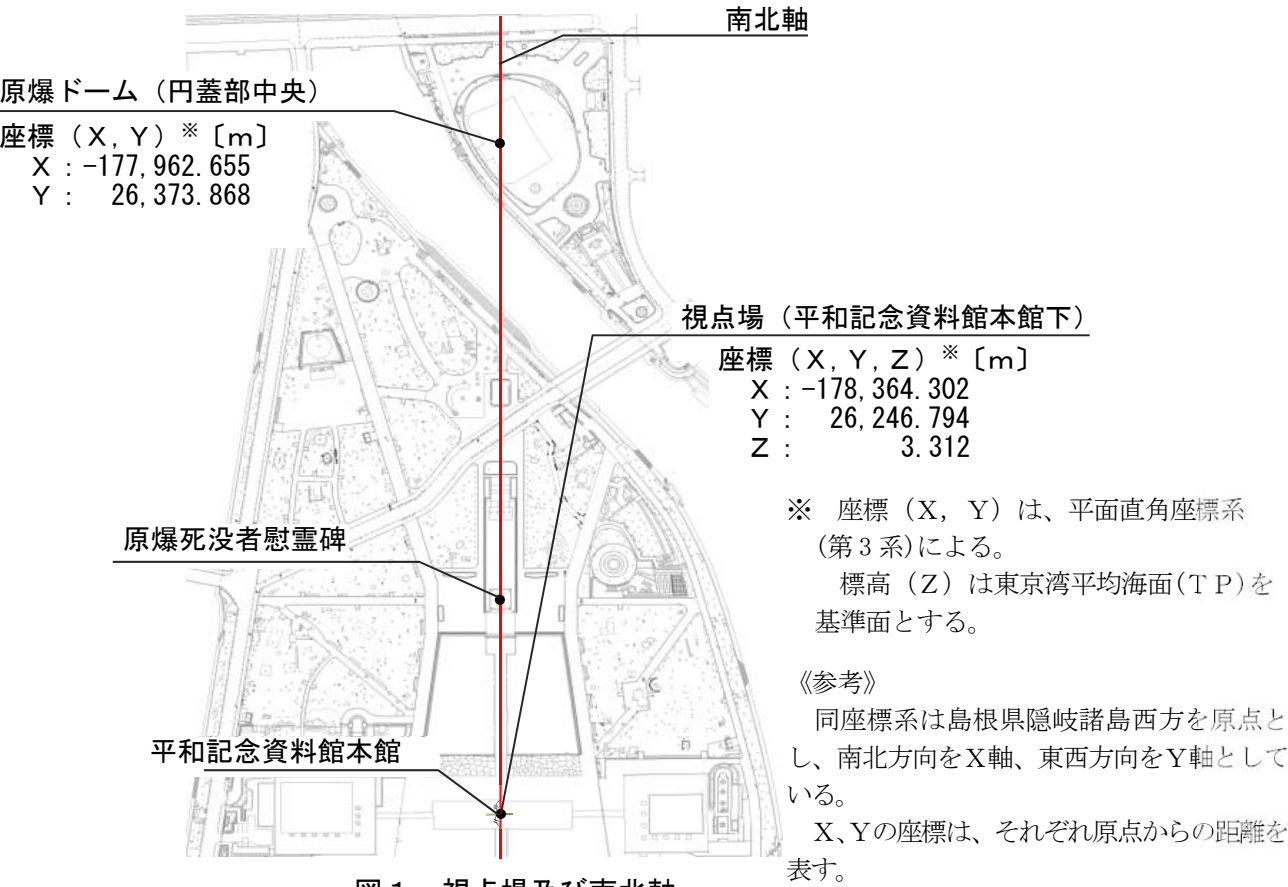 南北軸
原爆ドーム（円蓋部中央）
座標（X, Y）※〔m〕
X：-177,962.655
Y：　26,373.868
視点場（平和記念資料館本館下）
座標（X, Y, Z）※〔m〕
X：-178,364.302
Y：　26,246.794
Z：　3.312
※　座標（X，Y）は、平面直角座標系
(第３系)による。
標高（Z）は東京湾平均海面(ＴＰ)を
基準面とする。
原爆死没者慰霊碑
《参考》
同座標系は島根県隠岐諸島西方を原点と
し、南北方向をX軸、東西方向をY軸として
いる。
X、Yの座標は、それぞれ原点からの距離を
表す。
平和記念資料館本館
図１　視点場及び南北軸